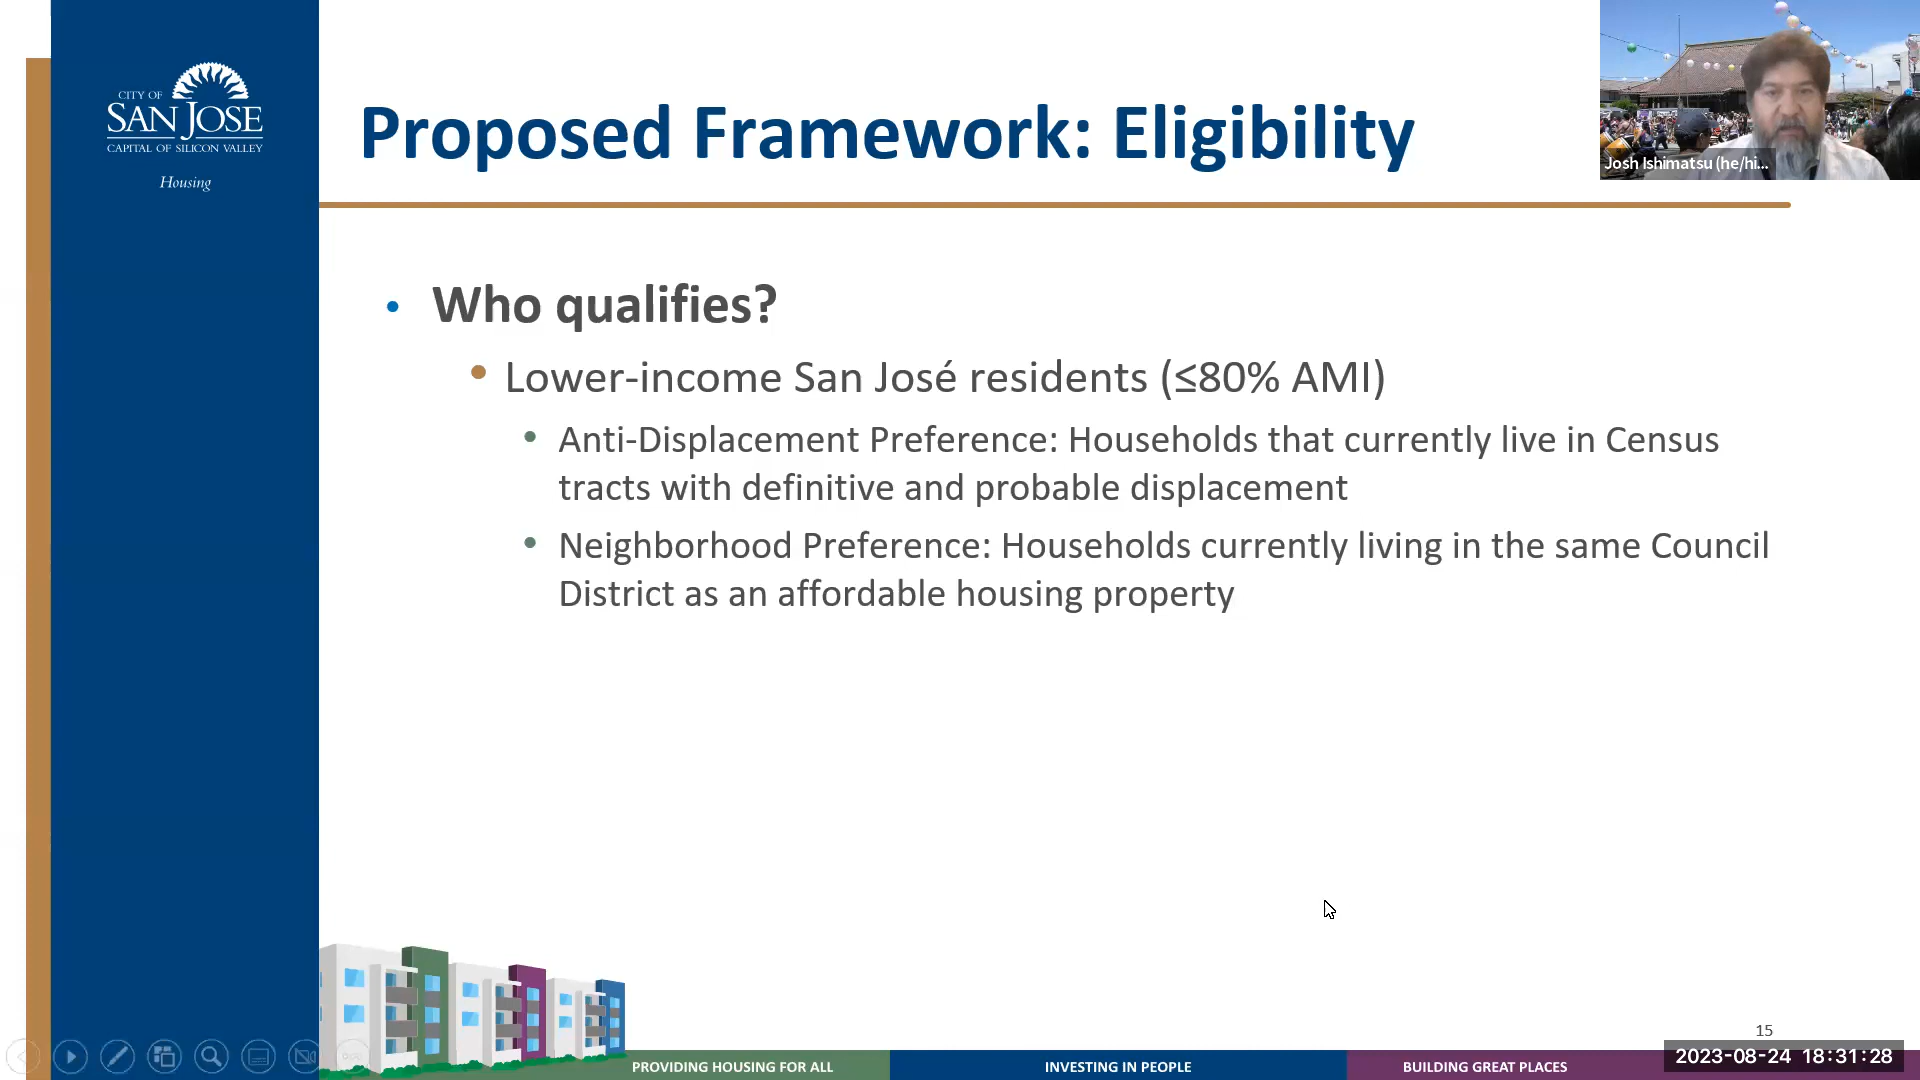 CITY OF
SAN JOSE
CAPITAL OF SILICON VALLEY
Housing
Proposed Framework: Eligibility
Josh Ishimatsu (he/hi...
• Who qualifies?
• Lower-income San José residents (≤80% AMI)
• Anti-Displacement Preference: Households that currently live in Census
tracts with definitive and probable displacement
• Neighborhood Preference: Households currently living in the same Council
District as an affordable housing property
15
PROVIDING HOUSING FOR ALL
INVESTING IN PEOPLE
BUILDING GREAT PLACES
2023-08-24 18:31:28